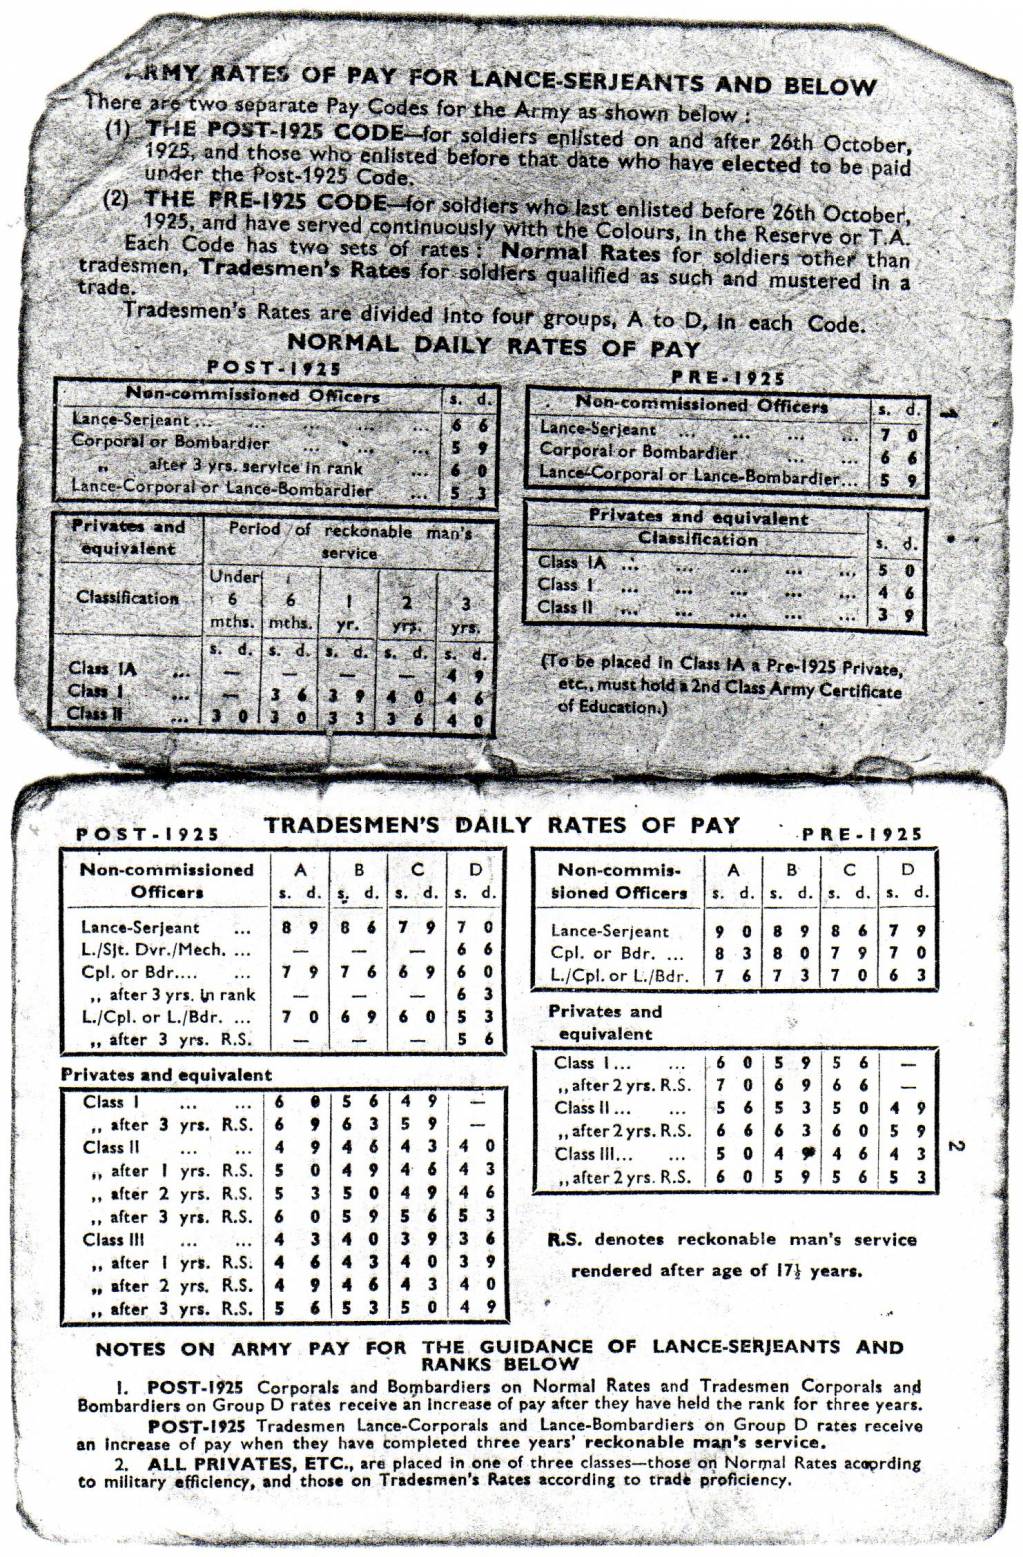 ARMY RATES OF PAY FOR LANCE-SERJEANTS AND BELOW
There are two separate Pay Codes for the Army as shown below :
(1) THE POST-1925 CODE—for soldiers enlisted on and after 26th October,
1925, and those who enlisted before that date who have elected to be paid
under the Post-1925 Code.
(2) THE PRE-1925 CODE—for soldiers who last enlisted before 26th October,
1925, and have served continuously with the Colours, in the Reserve or T.A.
Each Code has two sets of rates : Normal Rates for soldiers other than
tradesmen, Tradesmen's Rates for soldiers qualified as such and mustered in a
trade.
Tradesmen's Rates are divided into four groups, A to D, in each Code.
NORMAL DAILY RATES OF PAY
POST-1925
Non-commissioned Officers s. d.
Lance-Serjeant ... ... ... ... 6 6
Corporal or Bombardier ... ... ... 5 9
„ after 3 yrs. service in rank ... 6 0
Lance-Corporal or Lance-Bombardier ... 5 3
Privates and equivalent Period of reckonable man's service
Classification Under 6 mths. 6 mths. 1 yr. 2 yrs. 3 yrs.
s. d. s. d. s. d. s. d. s. d.
Class IA ... — — — — 4 9
Class I ... — 3 6 3 9 4 0 4 6
Class II ... 3 0 3 0 3 3 3 6 4 0
PRE-1925
Non-commissioned Officers s. d.
Lance-Serjeant ... ... ... ... 7 0
Corporal or Bombardier ... ... 6 6
Lance-Corporal or Lance-Bombardier... 5 9
Privates and equivalent
Classification s. d.
Class IA ... ... ... ... ... 5 0
Class I ... ... ... ... ... 4 6
Class II ... ... ... ... ... 3 9
(To be placed in Class IA a Pre-1925 Private,
etc., must hold a 2nd Class Army Certificate
of Education.)
1
TRADESMEN'S DAILY RATES OF PAY
POST-1925
Non-commissioned Officers A B C D
s. d. s. d. s. d. s. d.
Lance-Serjeant ... 8 9 8 6 7 9 7 0
L./Sjt. Dvr./Mech. ... — — — 6 6
Cpl. or Bdr.... ... 7 9 7 6 6 9 6 0
„ after 3 yrs. in rank — — — 6 3
L./Cpl. or L./Bdr. ... 7 0 6 9 6 0 5 3
„ after 3 yrs. R.S. — — — 5 6
Privates and equivalent
Class I ... ... 6 0 5 6 4 9 —
„ after 3 yrs. R.S. 6 9 6 3 5 9 —
Class II ... ... 4 9 4 6 4 3 4 0
„ after 1 yrs. R.S. 5 0 4 9 4 6 4 3
„ after 2 yrs. R.S. 5 3 5 0 4 9 4 6
„ after 3 yrs. R.S. 6 0 5 9 5 6 5 3
Class III ... ... 4 3 4 0 3 9 3 6
„ after 1 yrs. R.S. 4 6 4 3 4 0 3 9
„ after 2 yrs. R.S. 4 9 4 6 4 3 4 0
„ after 3 yrs. R.S. 5 6 5 3 5 0 4 9
PRE-1925
Non-commissioned Officers A B C D
s. d. s. d. s. d. s. d.
Lance-Serjeant 9 0 8 9 8 6 7 9
Cpl. or Bdr. ... 8 3 8 0 7 9 7 0
L./Cpl. or L./Bdr. 7 6 7 3 7 0 6 3
Privates and
equivalent
Class I ... ... 6 0 5 9 5 6 —
„ after 2 yrs. R.S. 7 0 6 9 6 6 —
Class II ... ... 5 6 5 3 5 0 4 9
„ after 2 yrs. R.S. 6 6 6 3 6 0 5 9
Class III... ... 5 0 4 9 4 6 4 3
„ after 2 yrs. R.S. 6 0 5 9 5 6 5 3
R.S. denotes reckonable man's service
rendered after age of 17½ years.
2
NOTES ON ARMY PAY FOR THE GUIDANCE OF LANCE-SERJEANTS AND
RANKS BELOW
1. POST-1925 Corporals and Bombardiers on Normal Rates and Tradesmen Corporals and
Bombardiers on Group D rates receive an increase of pay after they have held the rank for three years.
POST-1925 Tradesmen Lance-Corporals and Lance-Bombardiers on Group D rates receive
an increase of pay when they have completed three years' reckonable man's service.
2. ALL PRIVATES, ETC., are placed in one of three classes—those on Normal Rates according
to military efficiency, and those on Tradesmen's Rates according to trade proficiency.